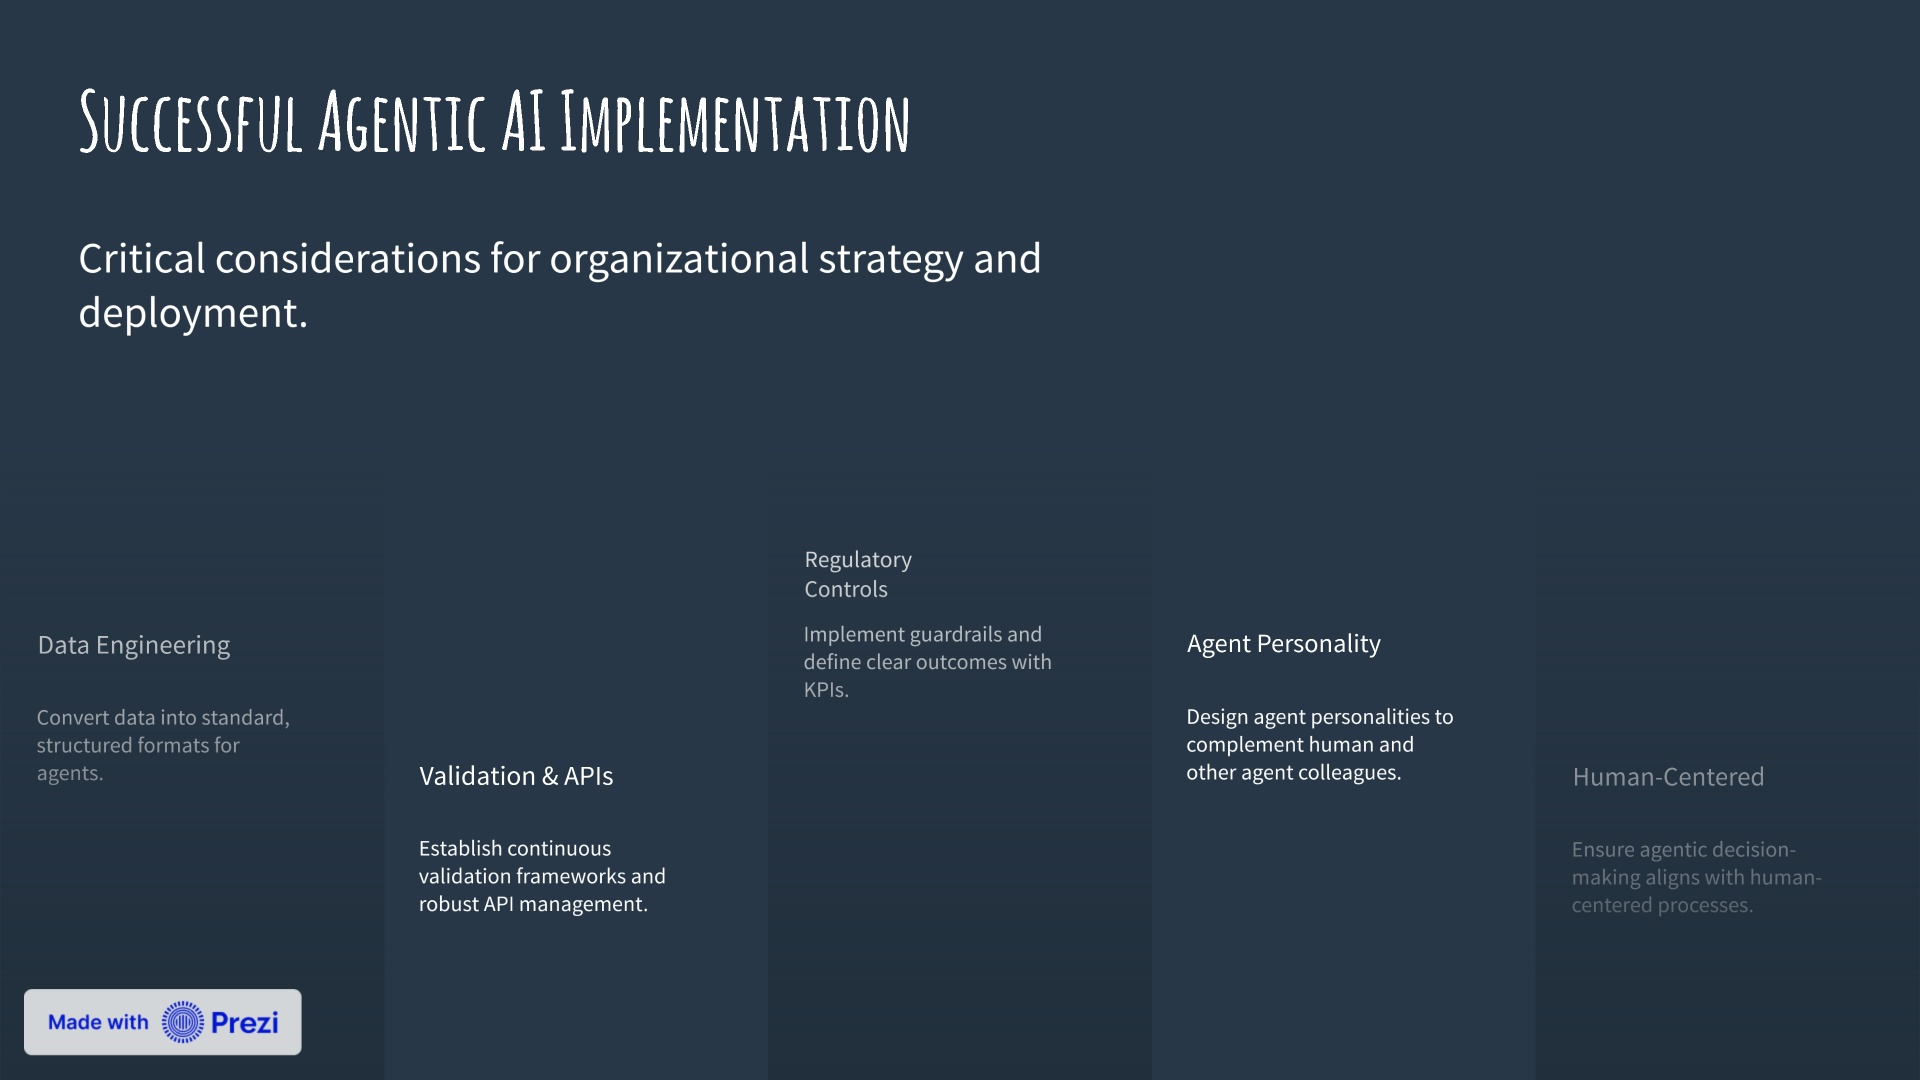 Successful Agentic AI Implementation
Critical considerations for organizational strategy and
deployment.
Data Engineering
Convert data into standard,
structured formats for
agents.
Validation & APIs
Establish continuous
validation frameworks and
robust API management.
Regulatory
Controls
Implement guardrails and
define clear outcomes with
KPIs.
Agent Personality
Design agent personalities to
complement human and
other agent colleagues.
Human-Centered
Ensure agentic decision-
making aligns with human-
centered processes.
Made with Prezi